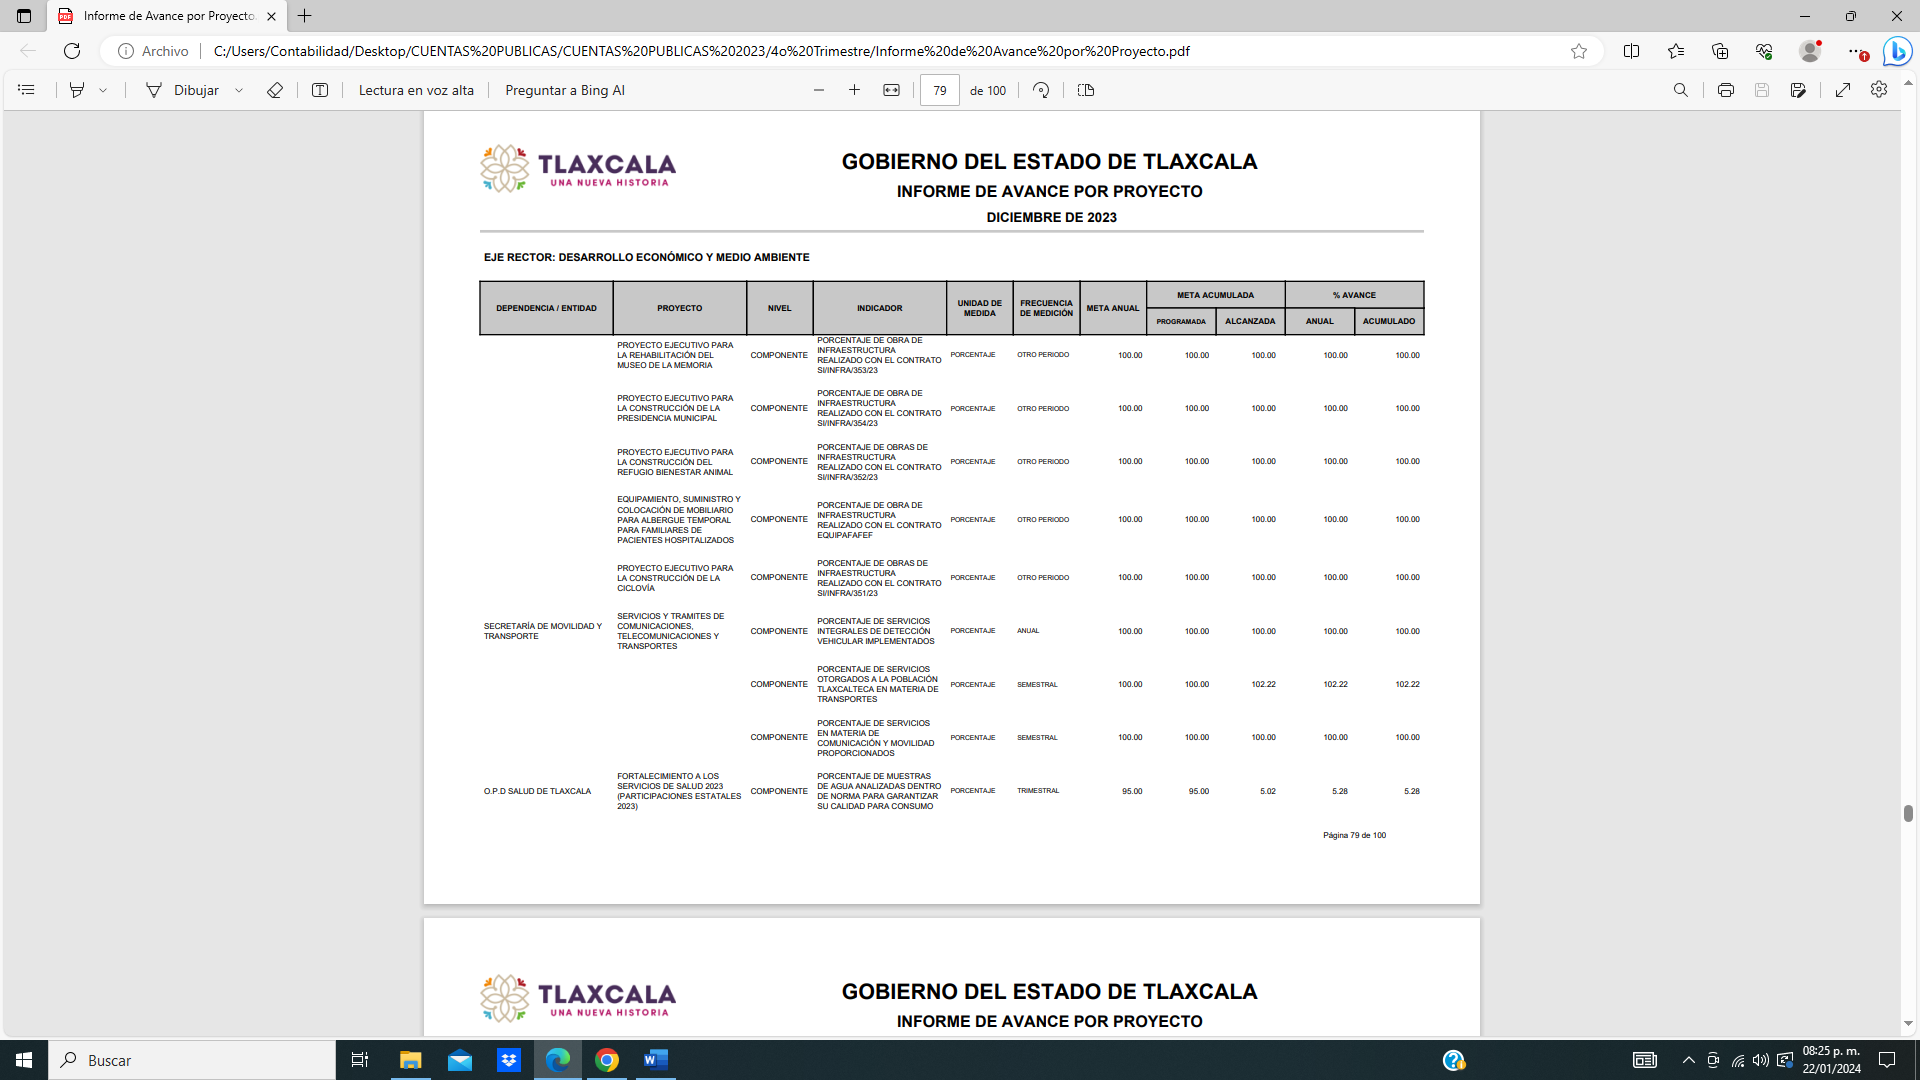 Informe de Avance por Proyecto.
Archivo
C:/Users/Contabilidad/Desktop/CUENTAS%20PUBLICAS/CUENTAS%20PUBLICAS%202023/4o%20Trimestre/Informe%20de%20Avance%20por%20Proyecto.pdf
Dibujar
Lectura en voz alta
Preguntar a Bing AI
79
de 100
TLAXCALA
UNA NUEVA HISTORIA
GOBIERNO DEL ESTADO DE TLAXCALA
INFORME DE AVANCE POR PROYECTO
DICIEMBRE DE 2023
EJE RECTOR: DESARROLLO ECONÓMICO Y MEDIO AMBIENTE
DEPENDENCIA / ENTIDAD
PROYECTO
NIVEL
INDICADOR
UNIDAD DE
MEDIDA
FRECUENCIA
DE MEDICIÓN
META ANUAL
META ACUMULADA
PROGRAMADA
ALCANZADA
% AVANCE
ANUAL
ACUMULADO
PROYECTO EJECUTIVO PARA
LA REHABILITACIÓN DEL
MUSEO DE LA MEMORIA
COMPONENTE
PORCENTAJE DE OBRA DE
INFRAESTRUCTURA
REALIZADO CON EL CONTRATO
SI/INFRA/353/23
PORCENTAJE
OTRO PERIODO
100.00
100.00
100.00
100.00
100.00
PROYECTO EJECUTIVO PARA
LA CONSTRUCCIÓN DE LA
PRESIDENCIA MUNICIPAL
COMPONENTE
PORCENTAJE DE OBRA DE
INFRAESTRUCTURA
REALIZADO CON EL CONTRATO
SI/INFRA/354/23
PORCENTAJE
OTRO PERIODO
100.00
100.00
100.00
100.00
100.00
PROYECTO EJECUTIVO PARA
LA CONSTRUCCIÓN DEL
REFUGIO BIENESTAR ANIMAL
COMPONENTE
PORCENTAJE DE OBRAS DE
INFRAESTRUCTURA
REALIZADO CON EL CONTRATO
SI/INFRA/352/23
PORCENTAJE
OTRO PERIODO
100.00
100.00
100.00
100.00
100.00
EQUIPAMIENTO, SUMINISTRO Y
COLOCACIÓN DE MOBILIARIO
PARA ALBERGUE TEMPORAL
PARA FAMILIARES DE
PACIENTES HOSPITALIZADOS
COMPONENTE
PORCENTAJE DE OBRA DE
INFRAESTRUCTURA
REALIZADO CON EL CONTRATO
EQUIPAFAFEF
PORCENTAJE
OTRO PERIODO
100.00
100.00
100.00
100.00
100.00
PROYECTO EJECUTIVO PARA
LA CONSTRUCCIÓN DE LA
CICLOVÍA
COMPONENTE
PORCENTAJE DE OBRAS DE
INFRAESTRUCTURA
REALIZADO CON EL CONTRATO
SI/INFRA/351/23
PORCENTAJE
OTRO PERIODO
100.00
100.00
100.00
100.00
100.00
SECRETARÍA DE MOVILIDAD Y
TRANSPORTE
SERVICIOS Y TRAMITES DE
COMUNICACIONES,
TELECOMUNICACIONES Y
TRANSPORTES
COMPONENTE
PORCENTAJE DE SERVICIOS
INTEGRALES DE DETECCIÓN
VEHICULAR IMPLEMENTADOS
PORCENTAJE
ANUAL
100.00
100.00
100.00
100.00
100.00
COMPONENTE
PORCENTAJE DE SERVICIOS
OTORGADOS A LA POBLACIÓN
TLAXCALTECA EN MATERIA DE
TRANSPORTES
PORCENTAJE
SEMESTRAL
100.00
100.00
102.22
102.22
102.22
COMPONENTE
PORCENTAJE DE SERVICIOS
EN MATERIA DE
COMUNICACIÓN Y MOVILIDAD
PROPORCIONADOS
PORCENTAJE
SEMESTRAL
100.00
100.00
100.00
100.00
100.00
O.P.D SALUD DE TLAXCALA
FORTALECIMIENTO A LOS
SERVICIOS DE SALUD 2023
(PARTICIPACIONES ESTATALES
2023)
COMPONENTE
PORCENTAJE DE MUESTRAS
DE AGUA ANALIZADAS DENTRO
DE NORMA PARA GARANTIZAR
SU CALIDAD PARA CONSUMO
PORCENTAJE
TRIMESTRAL
95.00
95.00
5.02
5.28
5.28
Página 79 de 100
TLAXCALA
UNA NUEVA HISTORIA
GOBIERNO DEL ESTADO DE TLAXCALA
INFORME DE AVANCE POR PROYECTO
Buscar
08:25 p. m.
22/01/2024